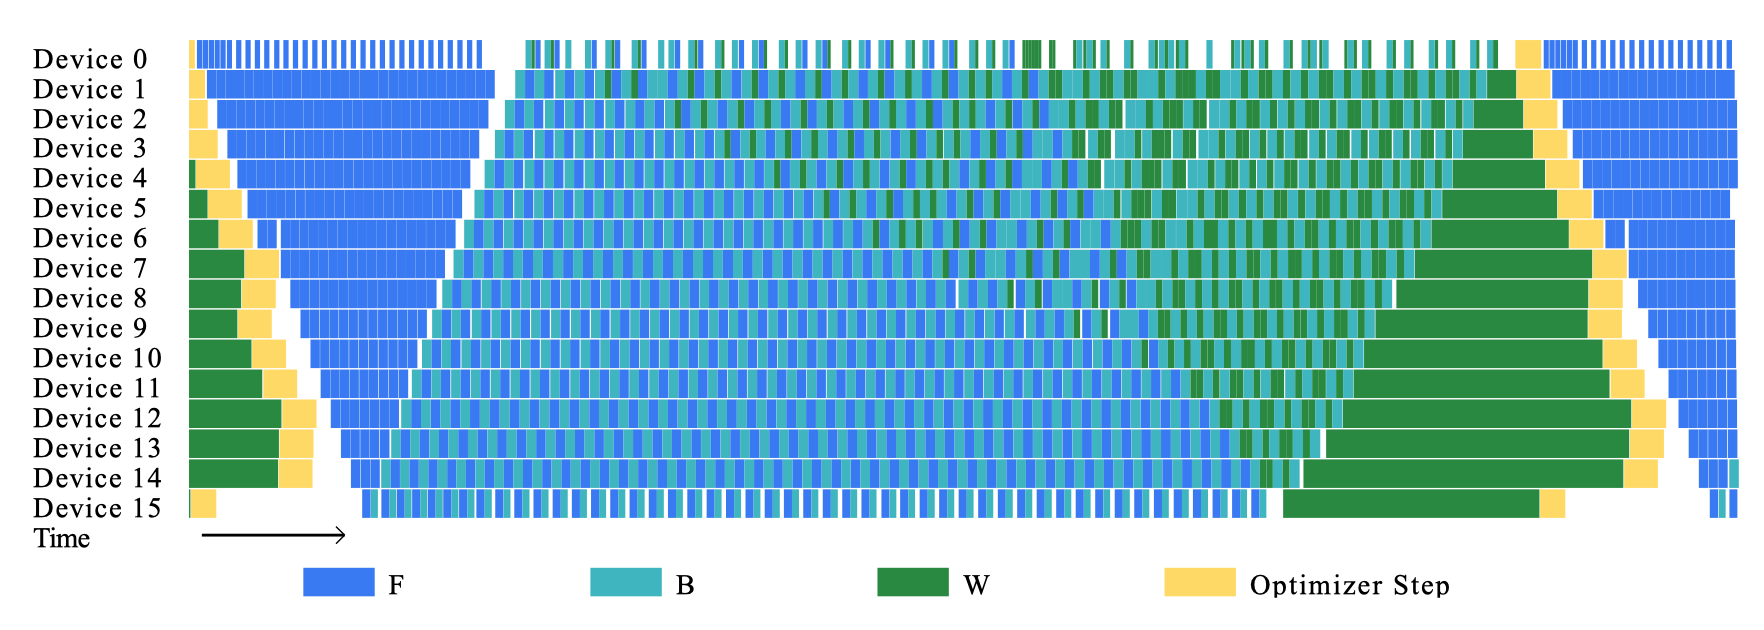 Device 0
Device 1
Device 2
Device 3
Device 4
Device 5
Device 6
Device 7
Device 8
Device 9
Device 10
Device 11
Device 12
Device 13
Device 14
Device 15
Time
F B W Optimizer Step